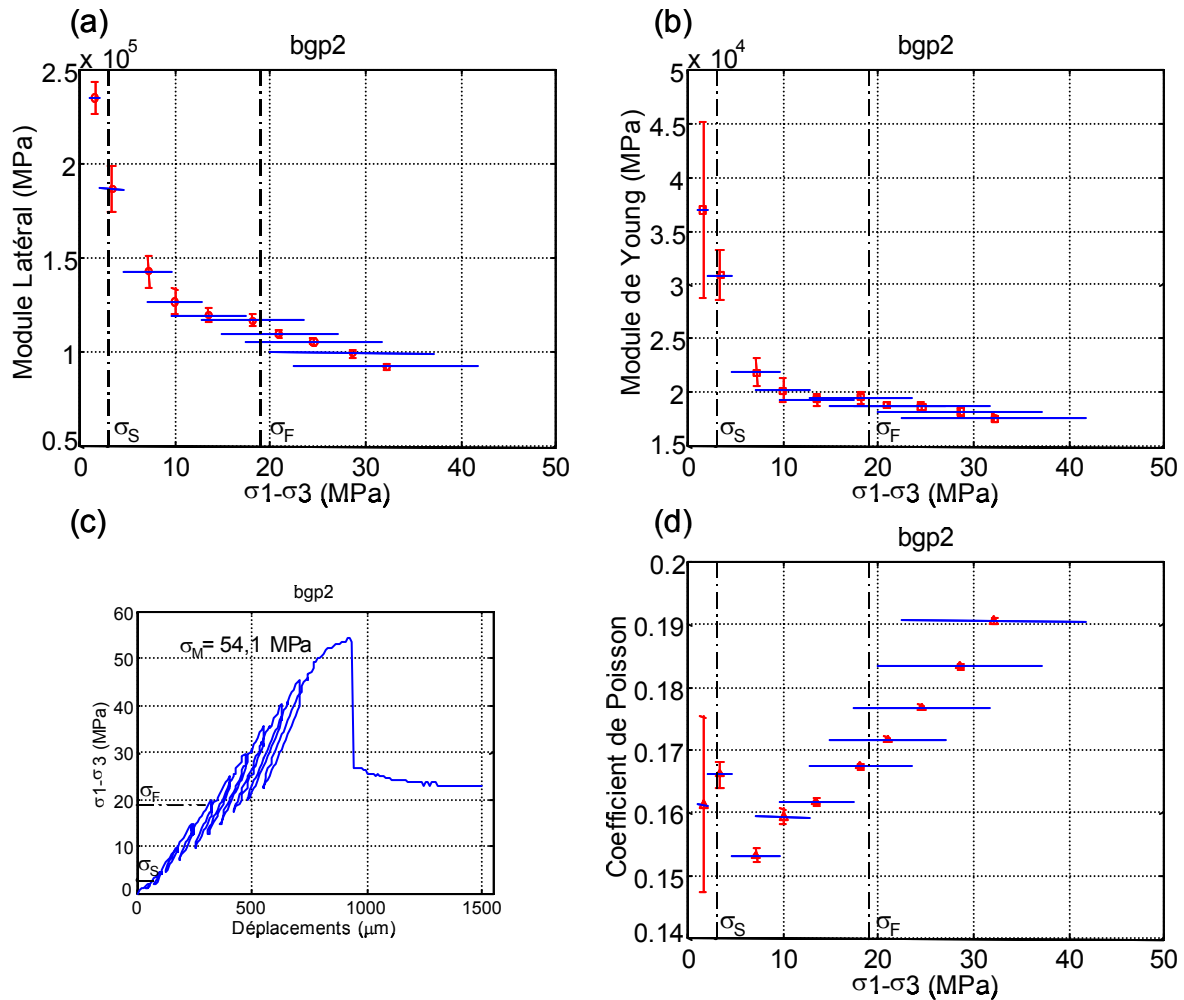 (a)
x 10⁵
bgp2
2.5
2
1.5
1
0.5
Module Latéral (MPa)
σS
σF
0
10
20
30
40
50
σ1-σ3 (MPa)
(b)
x 10⁴
bgp2
5
4.5
4
3.5
3
2.5
2
1.5
Module de Young (MPa)
σS
σF
0
10
20
30
40
50
σ1-σ3 (MPa)
(c)
bgp2
60
50
40
30
20
10
0
σ1-σ3 (MPa)
σM= 54,1 MPa
σF
σS
0
500
1000
1500
Déplacements (μm)
(d)
bgp2
0.2
0.19
0.18
0.17
0.16
0.15
0.14
Coefficient de Poisson
σS
σF
0
10
20
30
40
50
σ1-σ3 (MPa)